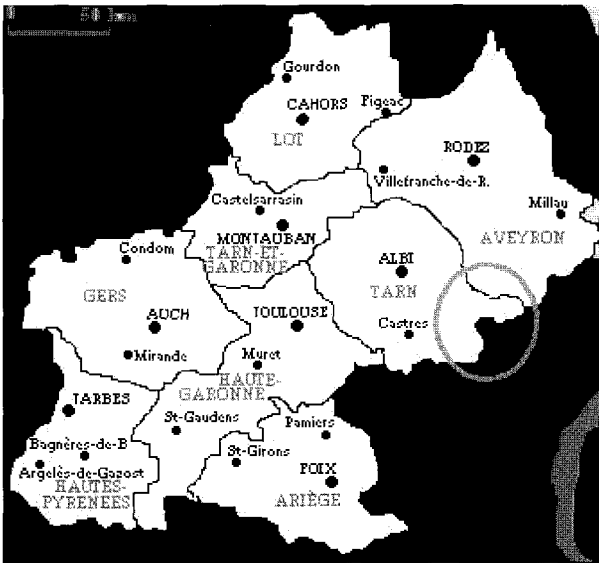 50 km
Gourdon
CAHORS
Figeac
LOT
RODEZ
Villefranche-de-R.
Castelsarrasin
Millau
MONTAUBAN
AVEYRON
TARN-ET-
GARONNE
Condom
ALBI
GERS
TARN
AUCH
TOULOUSE
Castres
Mirande
Muret
HAUTE-
GARONNE
TARBES
St-Gaudens
Pamiers
Bagnères-de-B
St-Girons
Argelès-de-Gazost
FOIX
HAUTES-
PYRENEES
ARIÈGE